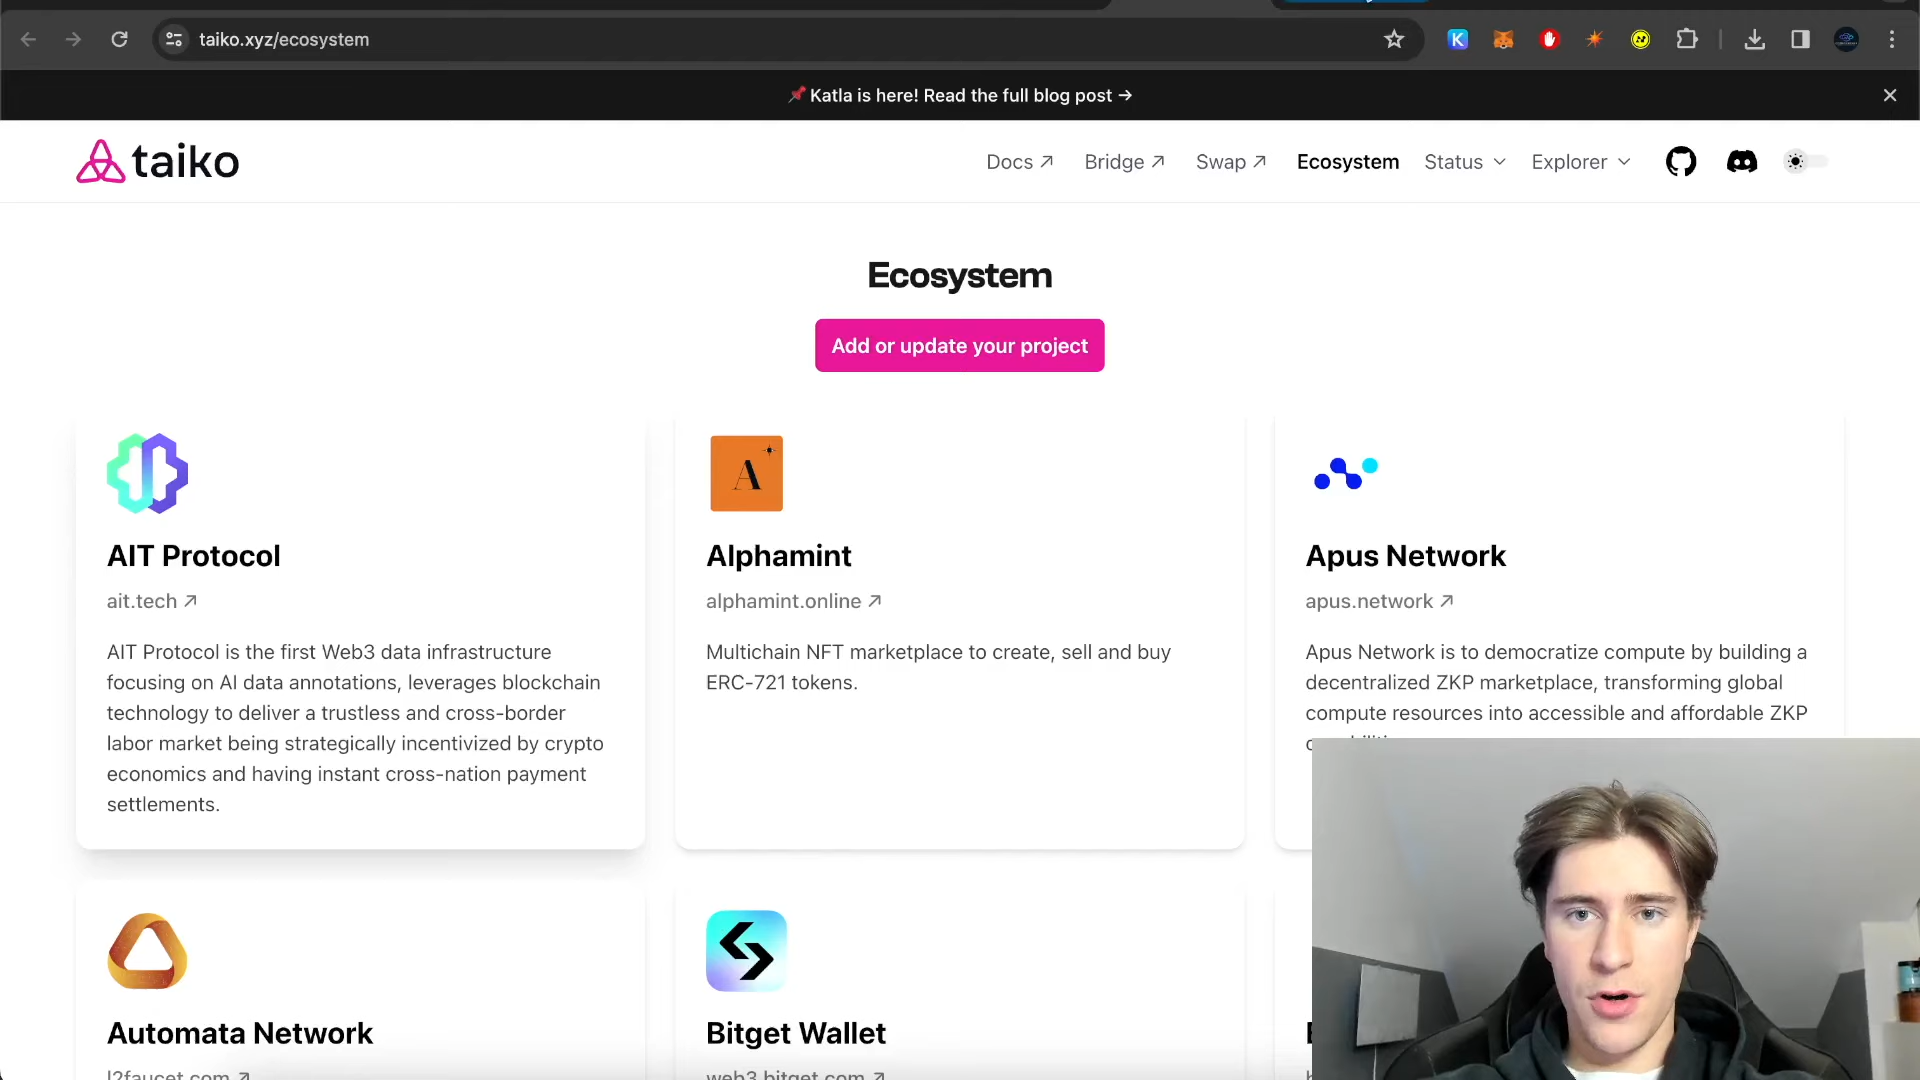 taiko.xyz/ecosystem
K
📌 Katla is here! Read the full blog post →
taiko
Docs ↗ Bridge ↗ Swap ↗ Ecosystem Status Explorer
Ecosystem
Add or update your project
A
AIT Protocol
ait.tech ↗
AIT Protocol is the first Web3 data infrastructure
focusing on AI data annotations, leverages blockchain
technology to deliver a trustless and cross-border
labor market being strategically incentivized by crypto
economics and having instant cross-nation payment
settlements.
Alphamint
alphamint.online ↗
Multichain NFT marketplace to create, sell and buy
ERC-721 tokens.
Apus Network
apus.network ↗
Apus Network is to democratize compute by building a
decentralized ZKP marketplace, transforming global
compute resources into accessible and affordable ZKP
Automata Network
l2faucet.com ↗
Bitget Wallet
web3.bitget.com ↗